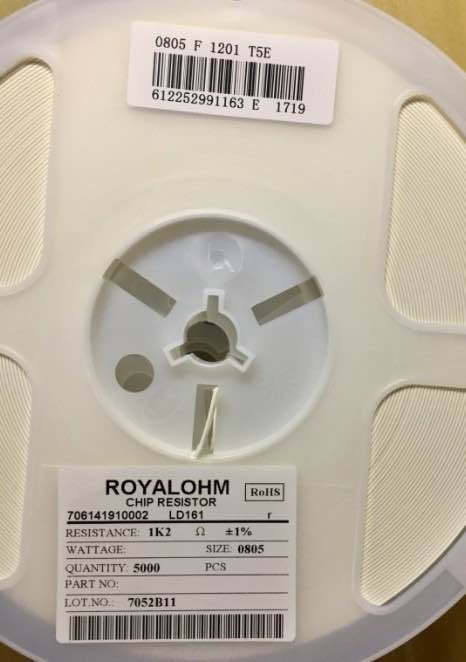 0805 F 1201 T5E
612252991163 E 1719
ROYALOHM RoHS
CHIP RESISTOR
706141910002 LD161 r
RESISTANCE: 1K2 Ω ±1%
WATTAGE: SIZE: 0805
QUANTITY: 5000 PCS
PART NO:
LOT.NO.: 7052B11